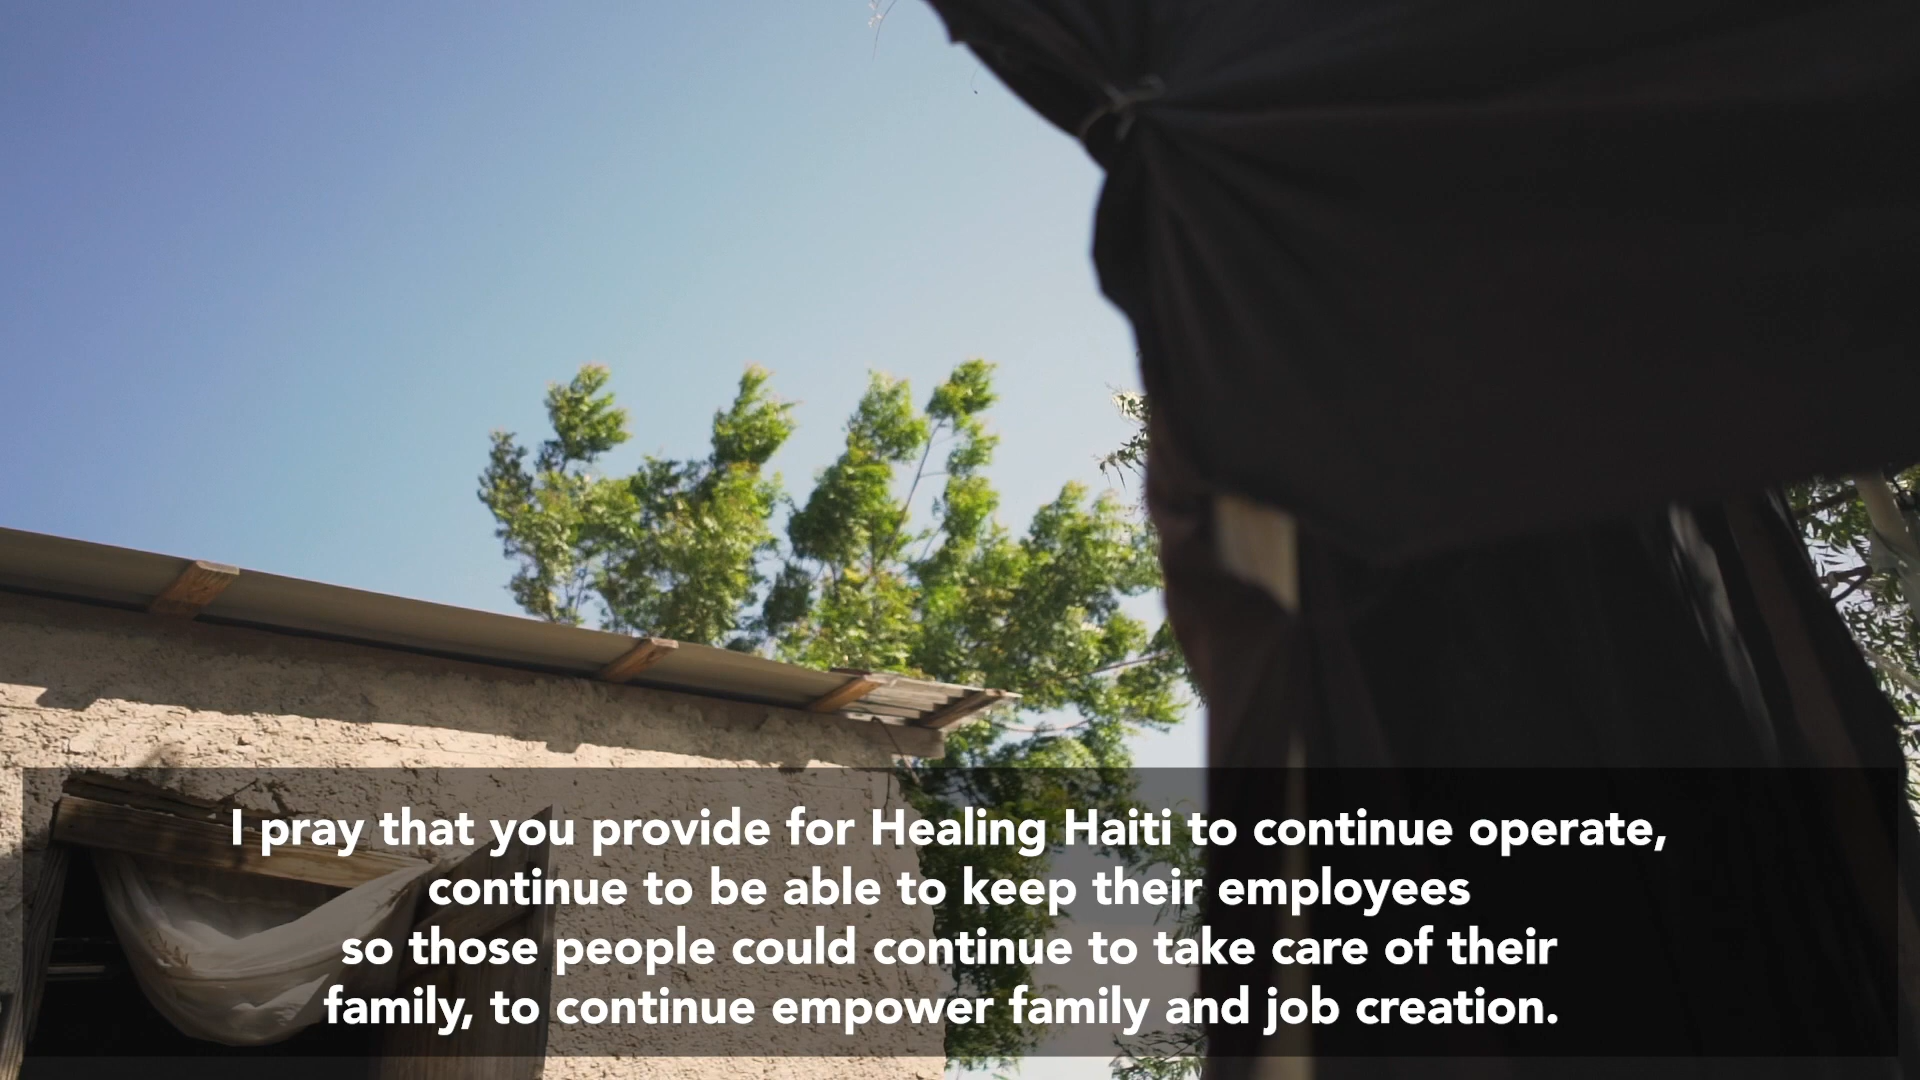 I pray that you provide for Healing Haiti to continue operate,
continue to be able to keep their employees
so those people could continue to take care of their
family, to continue empower family and job creation.